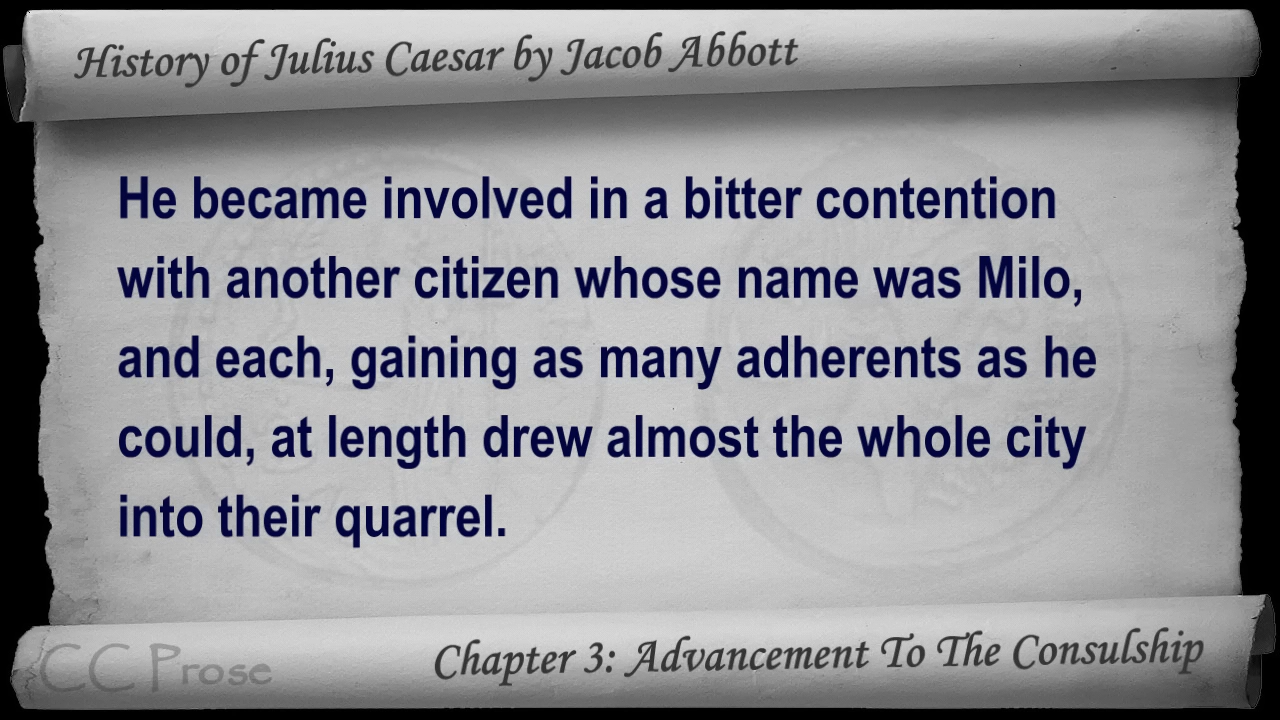 History of Julius Caesar by Jacob Abbott
He became involved in a bitter contention
with another citizen whose name was Milo,
and each, gaining as many adherents as he
could, at length drew almost the whole city
into their quarrel.
CC Prose
Chapter 3: Advancement To The Consulship